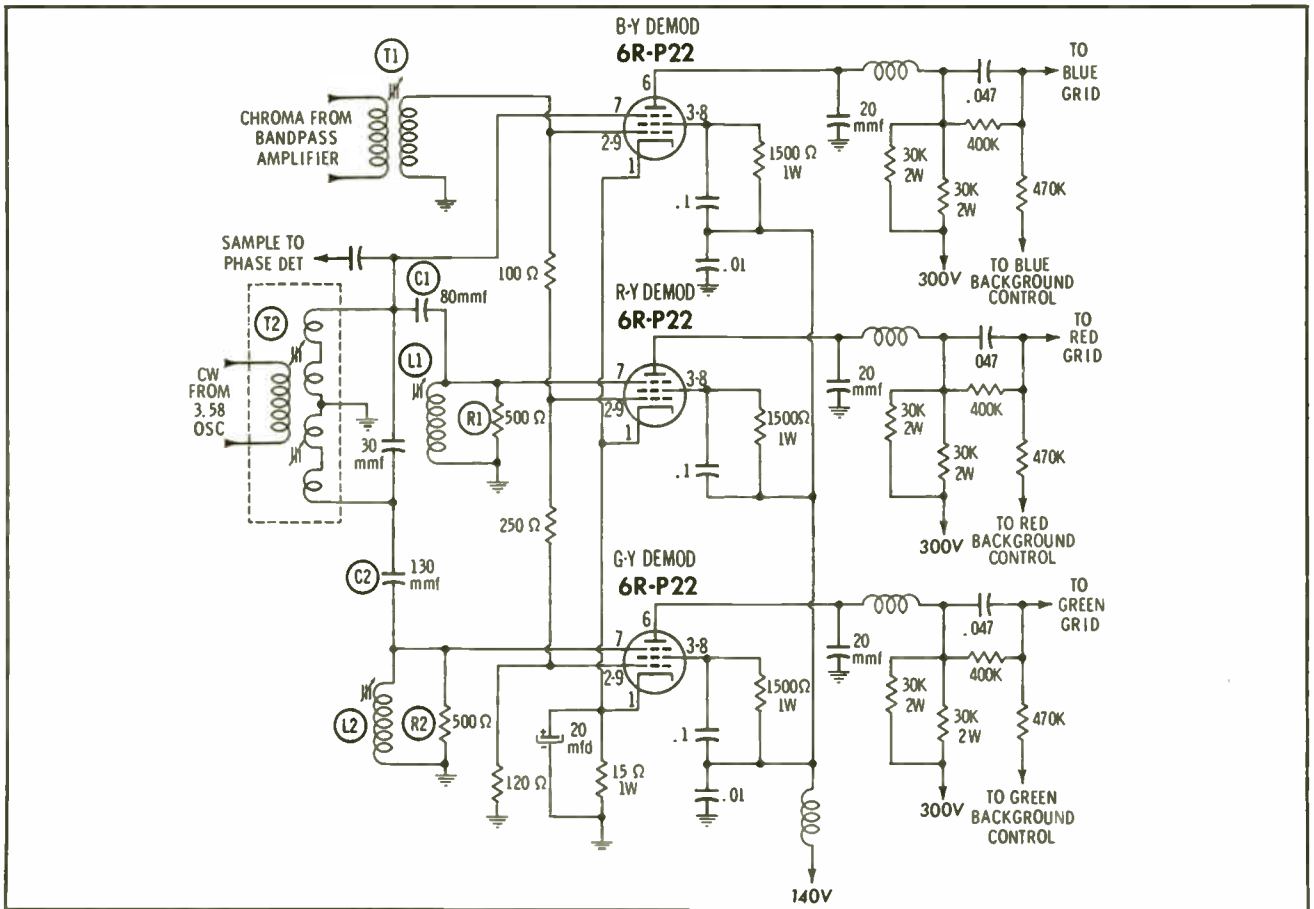 B-Y DEMOD
6R-P22
T1
CHROMA FROM
BANDPASS
AMPLIFIER
6
7
3-8
2-9
1
1500 Ω
1W
.1
.01
20
mmf
.047
400K
30K
2W
30K
2W
470K
300V
TO
BLUE
GRID
TO BLUE
BACKGROUND
CONTROL
SAMPLE TO
PHASE DET
C1
80mmf
100 Ω
T2
CW
FROM
3.58
OSC
L1
R1
500 Ω
30
mmf
250 Ω
R-Y DEMOD
6R-P22
7
3-8
2-9
1
1500Ω
1W
.1
20
mmf
047
400K
30K
2W
30K
2W
470K
300V
TO
RED
GRID
TO RED
BACKGROUND
CONTROL
C2
130
mmf
L2
R2
500 Ω
120 Ω
G-Y DEMOD
6R-P22
6
7
3-8
2-9
1
+
20
mfd
15 Ω
1W
1500Ω
1W
.1
.01
140V
20
mmf
.047
400K
30K
2W
30K
2W
470K
300V
TO
GREEN
GRID
TO GREEN
BACKGROUND
CONTROL